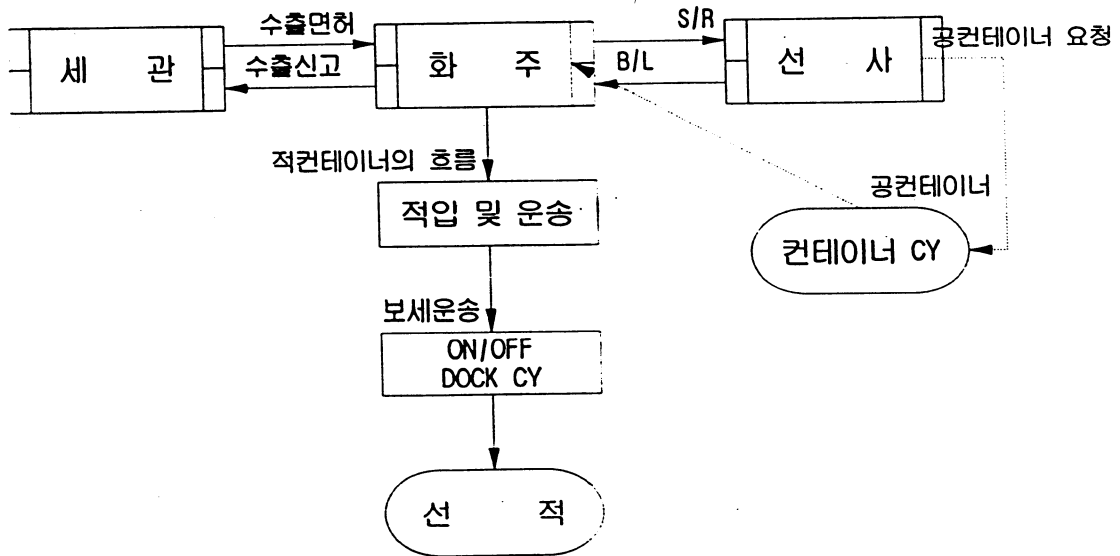 수출면허
S/R
공컨테이너 요청
세 관
화 주
선 사
수출신고
B/L
적컨테이너의 흐름
공컨테이너
적입 및 운송
컨테이너 CY
보세운송
ON/OFF
DOCK CY
선 적